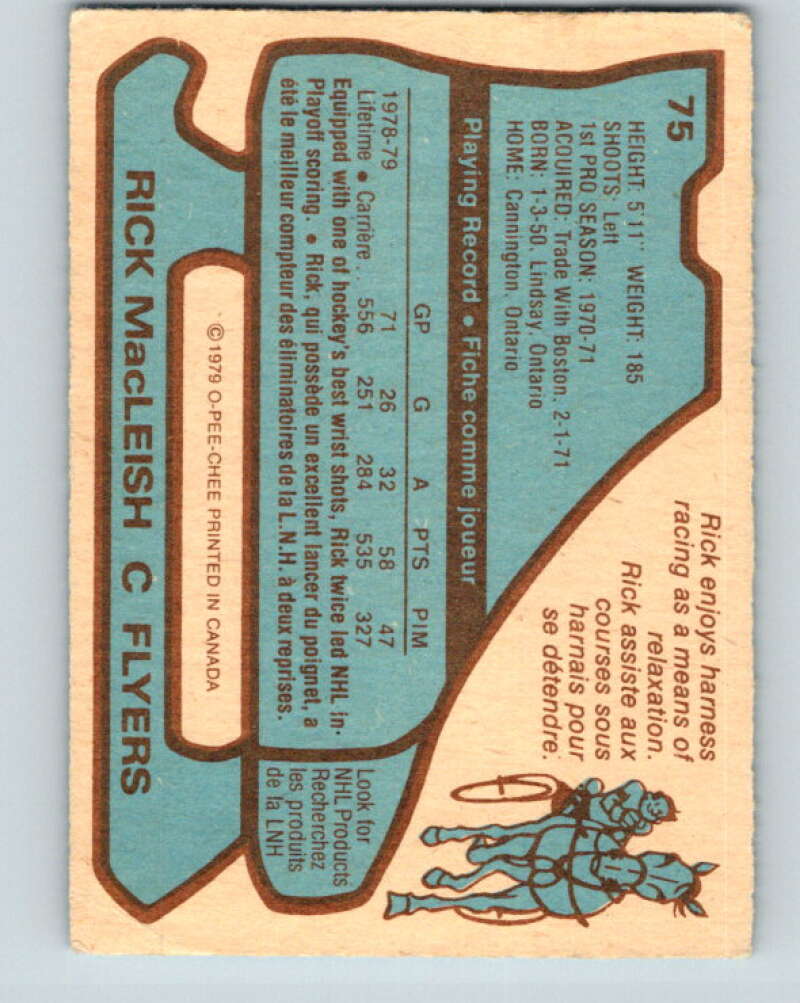 75
HEIGHT: 5'11" WEIGHT: 185
SHOOTS: Left
1st PRO SEASON: 1970-71
ACQUIRED: Trade With Boston, 2-1-71
BORN: 1-3-50, Lindsay, Ontario
HOME: Cannington, Ontario
Rick enjoys harness
racing as a means of
relaxation.
Rick assiste aux
courses sous
harnais pour
se détendre.
Playing Record • Fiche comme joueur
GP G A PTS PIM
1978-79 71 26 32 58 47
Lifetime • Carrière . . 556 251 284 535 327
Equipped with one of hockey's best wrist shots, Rick twice led NHL in
Playoff scoring. • Rick, qui possède un excellent lancer du poignet, a
été le meilleur compteur des éliminatoires de la L.N.H. à deux reprises.
Look for
NHL Products
Recherchez
les produits
de la LNH
© 1979 O-PEE-CHEE PRINTED IN CANADA
RICK MacLEISH C FLYERS